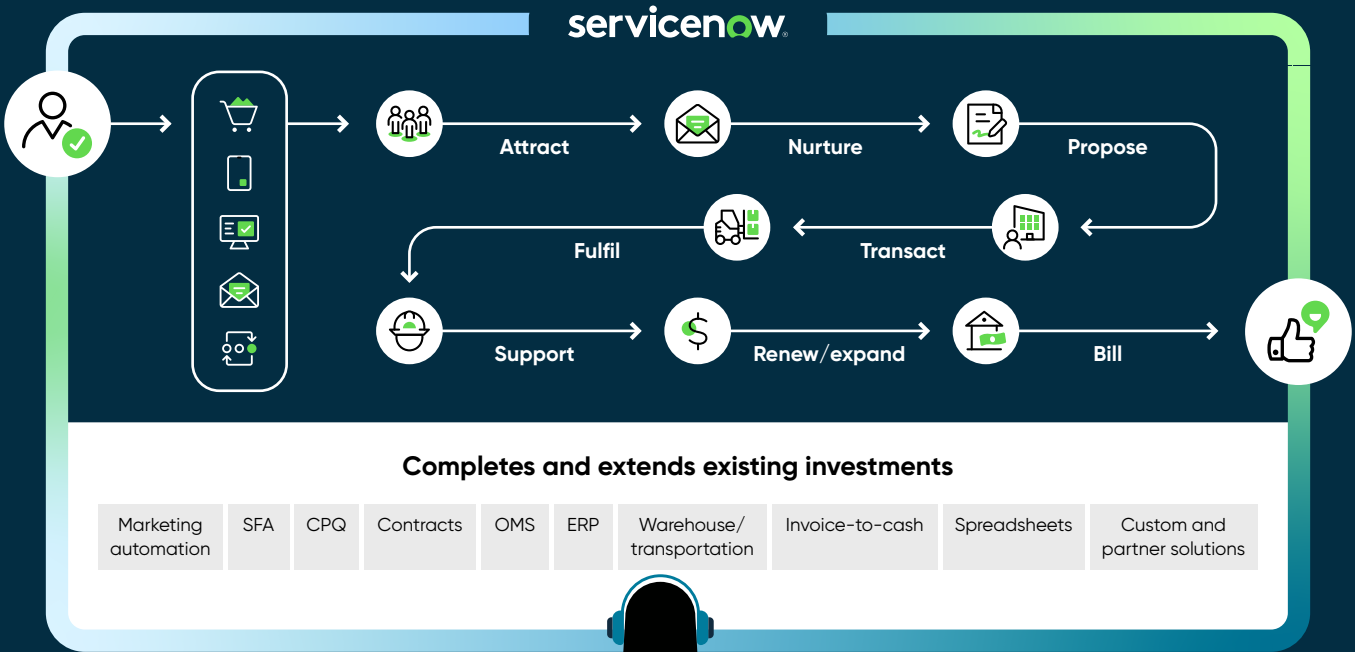 servicenow
Attract
Nurture
Propose
Fulfil
Transact
Support
Renew/expand
Bill
Completes and extends existing investments
Marketing
automation
SFA
CPQ
Contracts
OMS
ERP
Warehouse/
transportation
Invoice-to-cash
Spreadsheets
Custom and
partner solutions